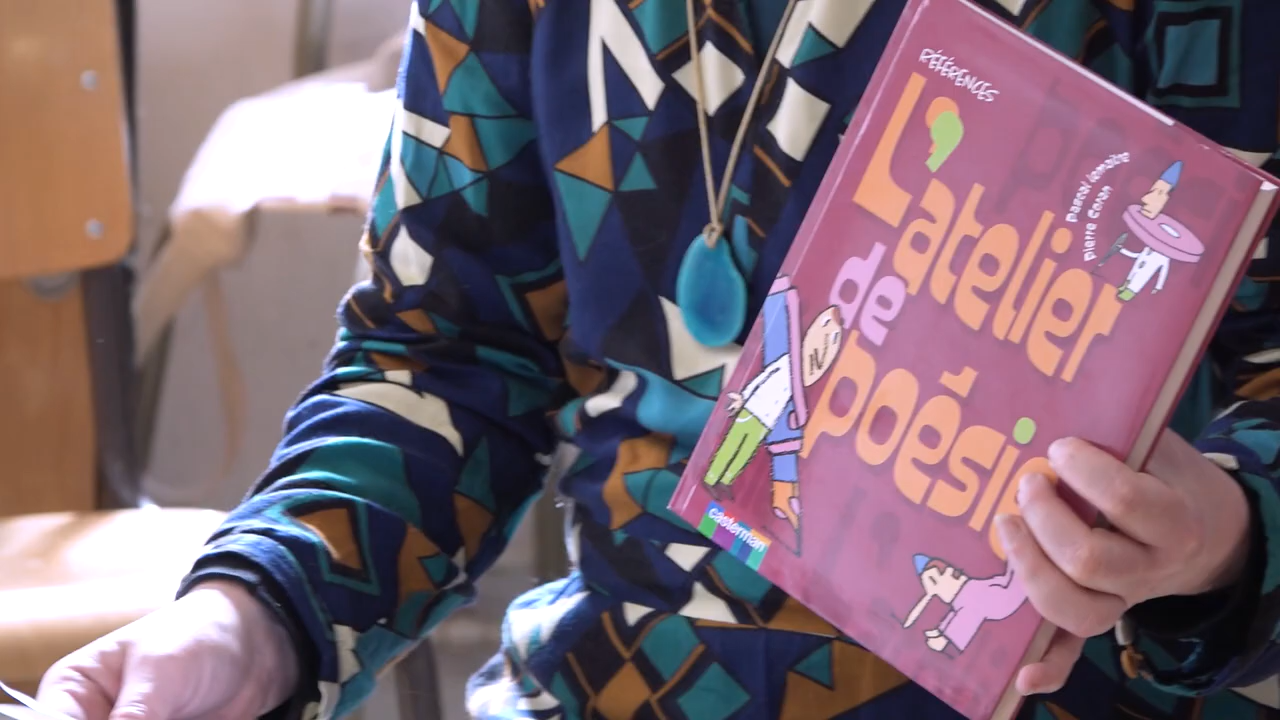 RÉFÉRENCES
L'atelier
de
poésie
pascal lemaître
pierre coran
casterman